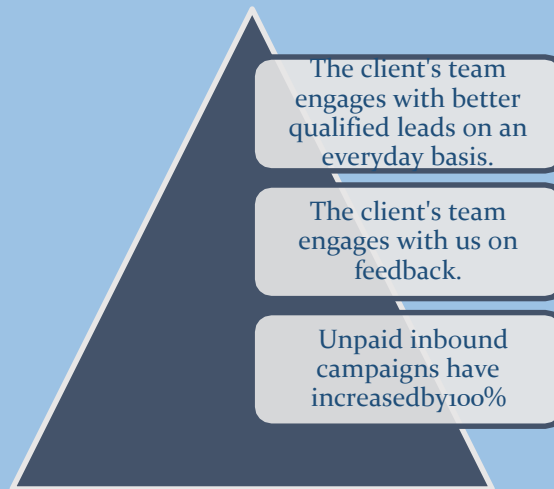 The client's team
engages with better
qualified leads on an
everyday basis.
The client's team
engages with us on
feedback.
Unpaid inbound
campaigns have
increasedby100%